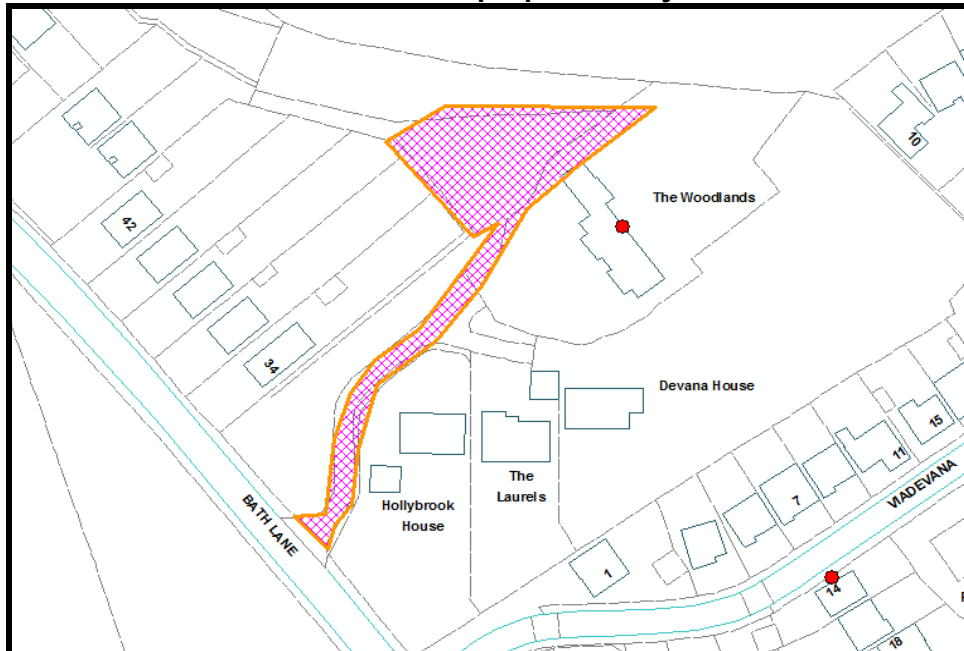 10
The Woodlands
42
34
Devana House
15
11
VIADEVANA
7
The
Laurels
Hollybrook
House
BATH LANE
1
14
18